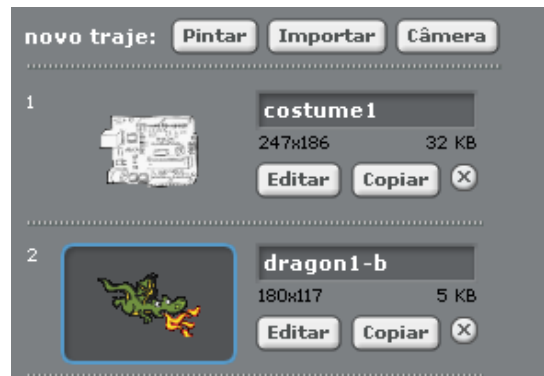 novo traje: Pintar Importar Câmera
1
costume1
247x186 32 KB
Editar Copiar
2
dragon1-b
180x117 5 KB
Editar Copiar